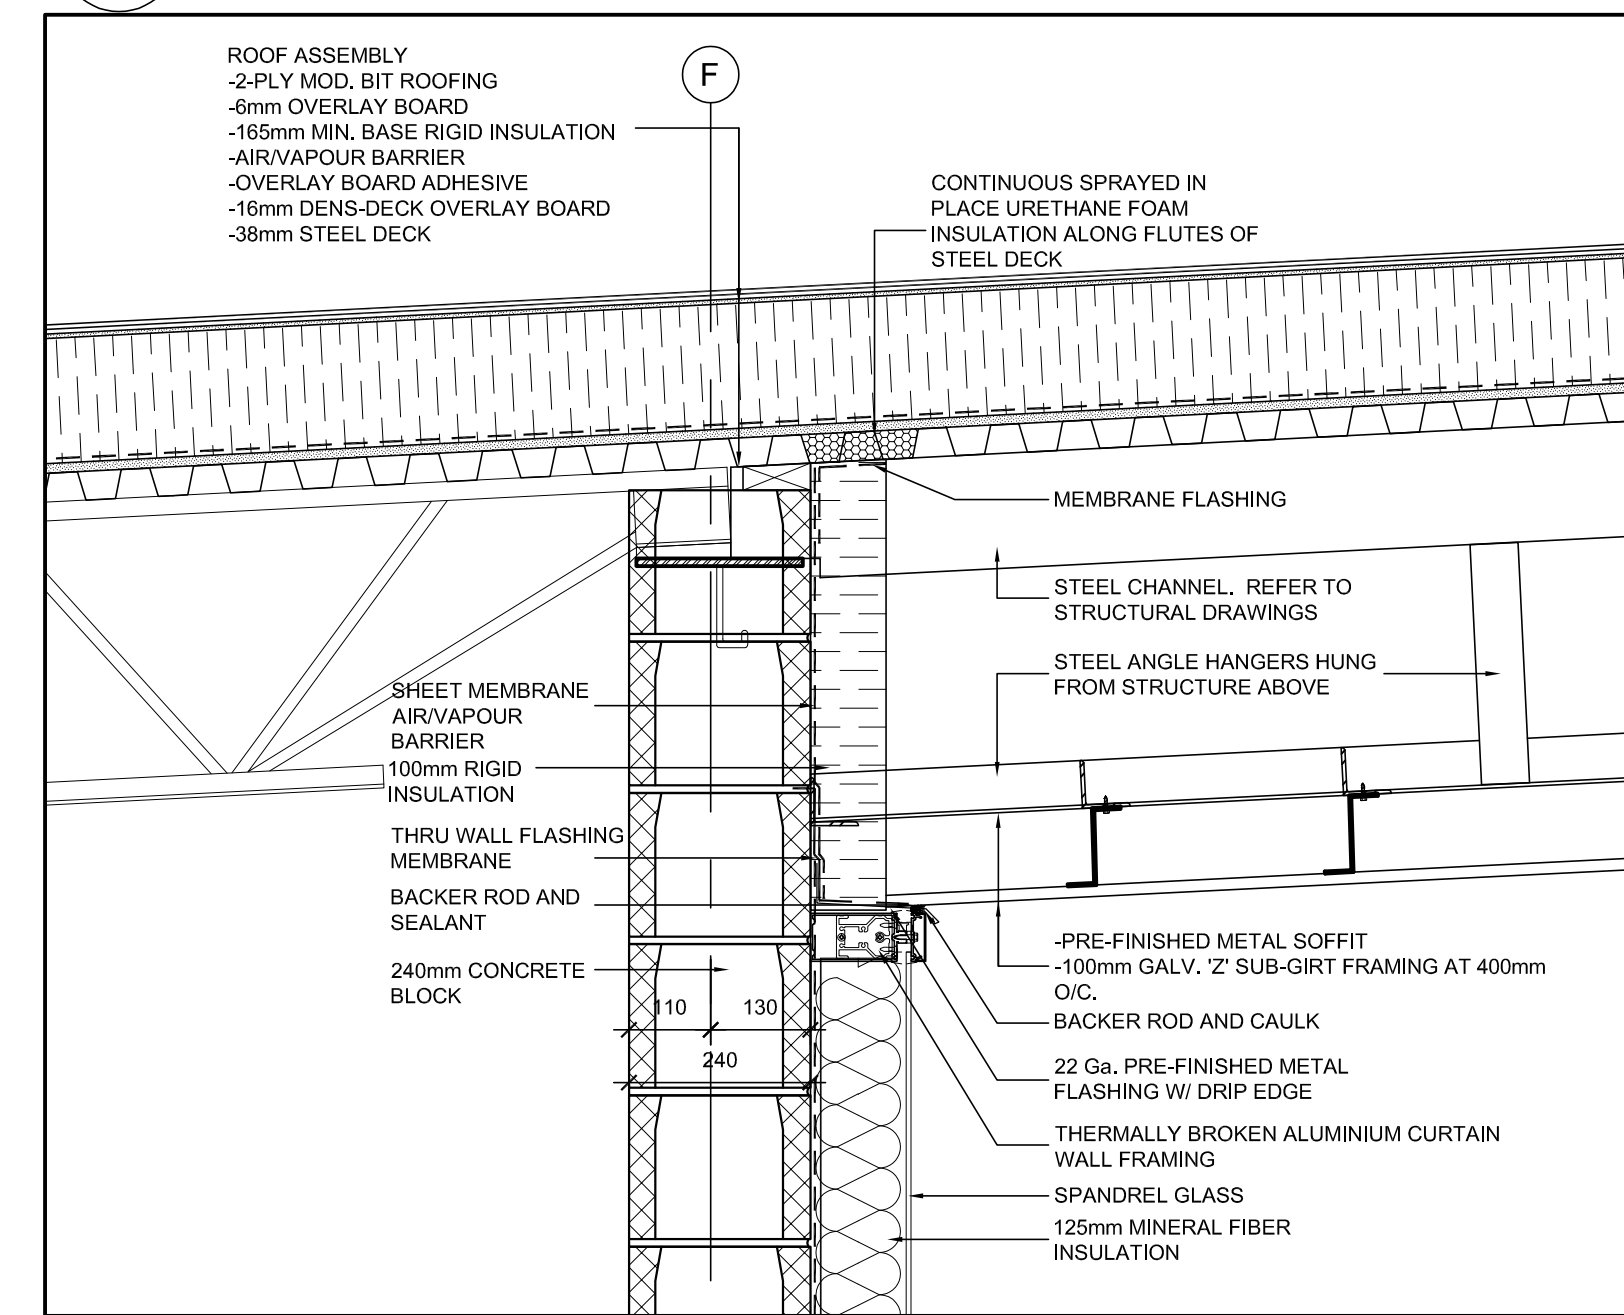 ROOF ASSEMBLY
-2-PLY MOD. BIT ROOFING
-6mm OVERLAY BOARD
-165mm MIN. BASE RIGID INSULATION
-AIR/VAPOUR BARRIER
-OVERLAY BOARD ADHESIVE
-16mm DENS-DECK OVERLAY BOARD
-38mm STEEL DECK
F
CONTINUOUS SPRAYED IN
PLACE URETHANE FOAM
INSULATION ALONG FLUTES OF
STEEL DECK
MEMBRANE FLASHING
STEEL CHANNEL. REFER TO
STRUCTURAL DRAWINGS
STEEL ANGLE HANGERS HUNG
FROM STRUCTURE ABOVE
SHEET MEMBRANE
AIR/VAPOUR
BARRIER
100mm RIGID
INSULATION
THRU WALL FLASHING
MEMBRANE
BACKER ROD AND
SEALANT
240mm CONCRETE
BLOCK
110
130
240
-PRE-FINISHED METAL SOFFIT
-100mm GALV. 'Z' SUB-GIRT FRAMING AT 400mm
O/C.
BACKER ROD AND CAULK
22 Ga. PRE-FINISHED METAL
FLASHING W/ DRIP EDGE
THERMALLY BROKEN ALUMINIUM CURTAIN
WALL FRAMING
SPANDREL GLASS
125mm MINERAL FIBER
INSULATION